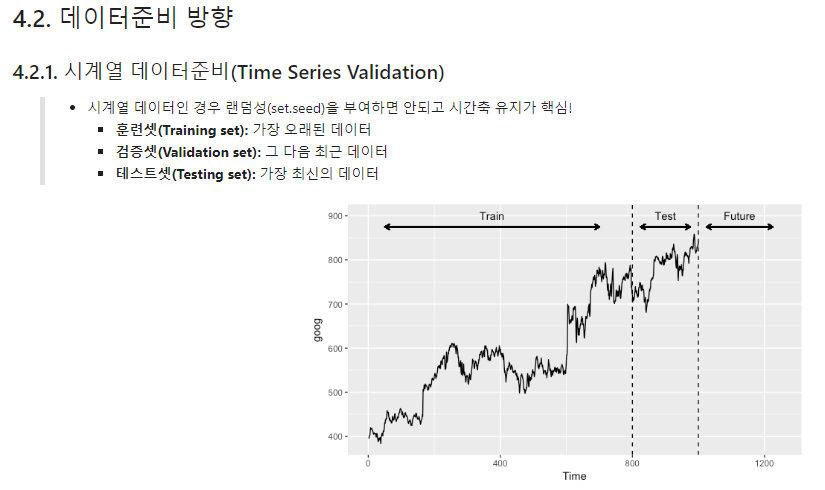 4.2. 데이터준비 방향
4.2.1. 시계열 데이터준비(Time Series Validation)
시계열 데이터인 경우 랜덤성(set.seed)을 부여하면 안되고 시간축 유지가 핵심!
훈련셋(Training set): 가장 오래된 데이터
검증셋(Validation set): 그 다음 최근 데이터
테스트셋(Testing set): 가장 최신의 데이터
Train Test Future
900
800
700
600
500
400
goog
0 400 800 1200
Time